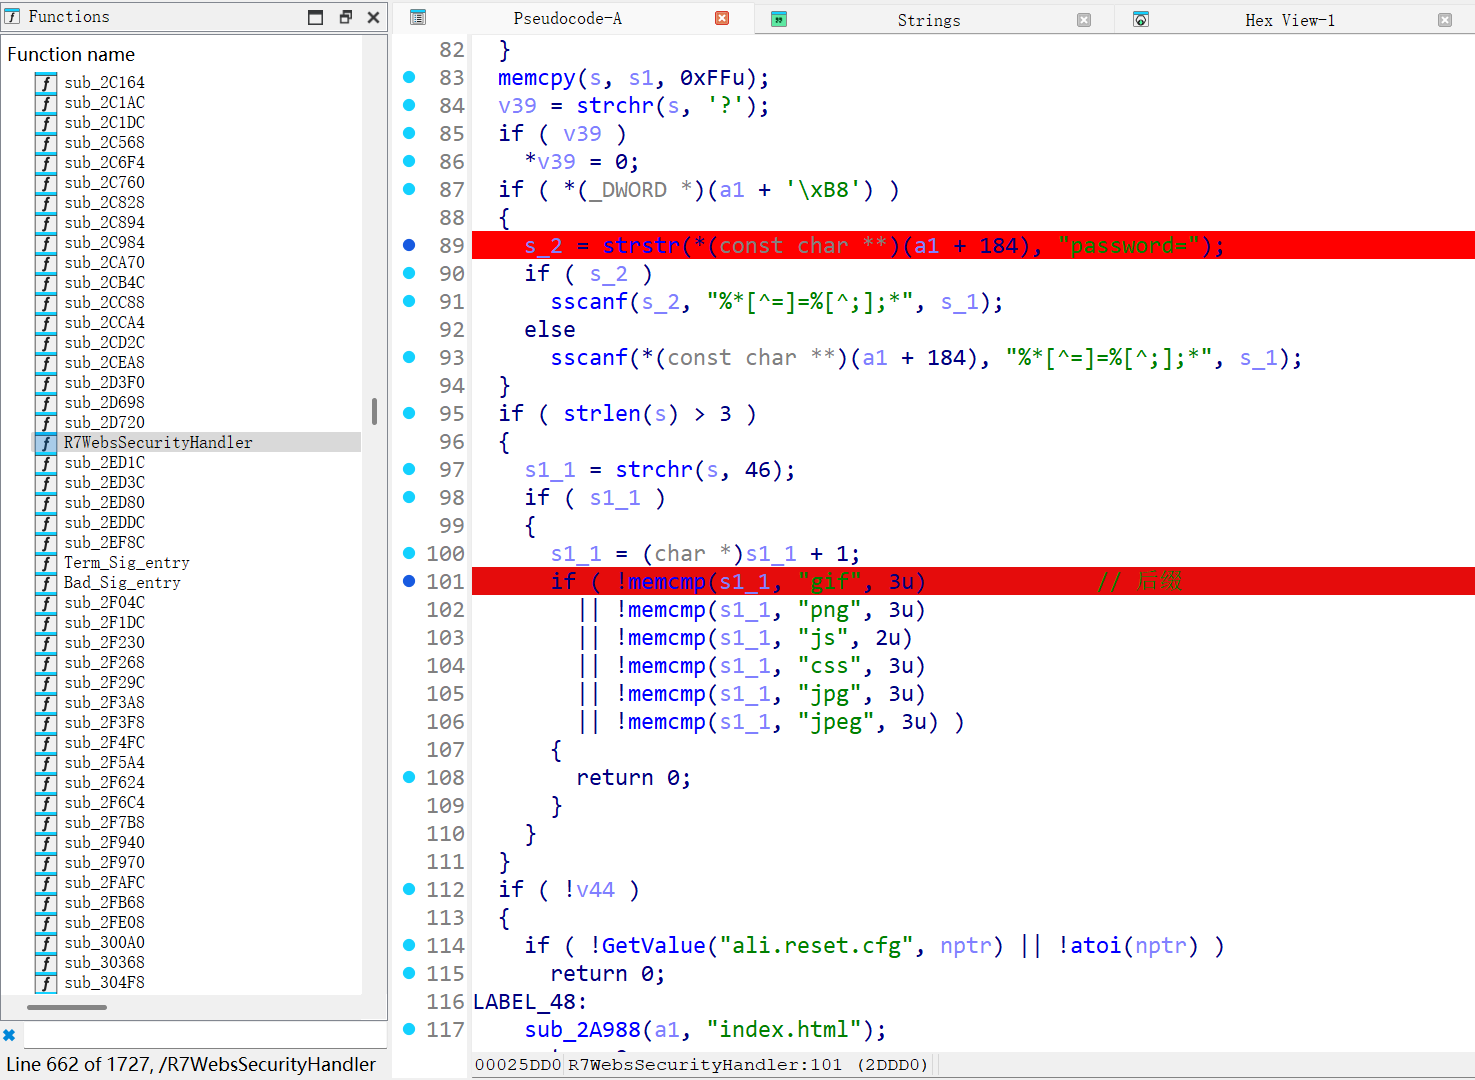 Functions
Function name
sub_2C164
sub_2C1AC
sub_2C1DC
sub_2C568
sub_2C6F4
sub_2C760
sub_2C828
sub_2C894
sub_2C984
sub_2CA70
sub_2CB4C
sub_2CC88
sub_2CCA4
sub_2CD2C
sub_2CEA8
sub_2D3F0
sub_2D698
sub_2D720
R7WebsSecurityHandler
sub_2ED1C
sub_2ED3C
sub_2ED80
sub_2EDDC
sub_2EF8C
Term_Sig_entry
Bad_Sig_entry
sub_2F04C
sub_2F1DC
sub_2F230
sub_2F268
sub_2F29C
sub_2F3A8
sub_2F3F8
sub_2F4FC
sub_2F5A4
sub_2F624
sub_2F6C4
sub_2F7B8
sub_2F940
sub_2F970
sub_2FAFC
sub_2FB68
sub_2FE08
sub_300A0
sub_30368
sub_304F8
Line 662 of 1727, /R7WebsSecurityHandler
Pseudocode-A
Strings
Hex View-1
82 }
83 memcpy(s, s1, 0xFFu);
84 v39 = strchr(s, '?');
85 if ( v39 )
86 *v39 = 0;
87 if ( *(_DWORD *)(a1 + '\xB8') )
88 {
89 s_2 = strstr(*(const char **)(a1 + 184), "password=");
90 if ( s_2 )
91 sscanf(s_2, "%*[^=]=%[^;];*", s_1);
92 else
93 sscanf(*(const char **)(a1 + 184), "%*[^=]=%[^;];*", s_1);
94 }
95 if ( strlen(s) > 3 )
96 {
97 s1_1 = strchr(s, 46);
98 if ( s1_1 )
99 {
100 s1_1 = (char *)s1_1 + 1;
101 if ( !memcmp(s1_1, "gif", 3u) // 后缀
102 || !memcmp(s1_1, "png", 3u)
103 || !memcmp(s1_1, "js", 2u)
104 || !memcmp(s1_1, "css", 3u)
105 || !memcmp(s1_1, "jpg", 3u)
106 || !memcmp(s1_1, "jpeg", 3u) )
107 {
108 return 0;
109 }
110 }
111 }
112 if ( !v44 )
113 {
114 if ( !GetValue("ali.reset.cfg", nptr) || !atoi(nptr) )
115 return 0;
116 LABEL_48:
117 sub_2A988(a1, "index.html");
00025DD0 R7WebsSecurityHandler:101 (2DDD0)